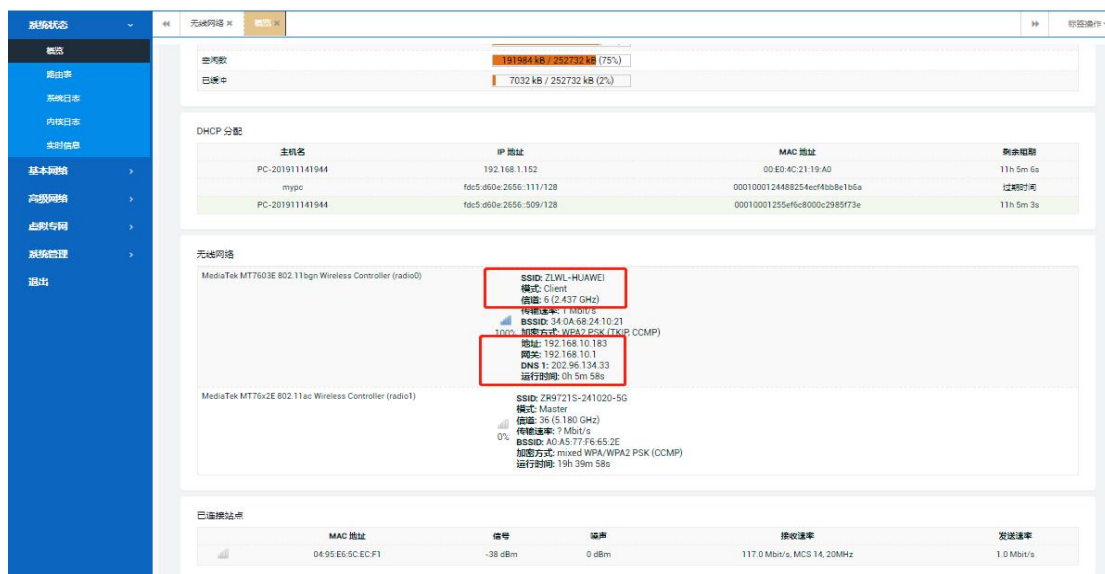 系统状态
无线网络 ×
概览 ×
标签操作
概览
路由表
系统日志
内核日志
实时信息
基本网络
高级网络
虚拟专网
系统管理
退出
空闲数 191984 kB / 252732 kB (75%)
已缓存 7032 kB / 252732 kB (2%)
DHCP 分配
主机名 IP 地址 MAC 地址 剩余租期
PC-201911141944 192.168.1.152 00:E0:4C:21:19:A0 11h 5m 6s
mypc fdc5:d60e:2656::111/128 0001000124488254ecf4bb8e1b6a 过期时间
PC-201911141944 fdc5:d60e:2656::509/128 00010001255ef6c8000c2985f73e 11h 5m 3s
无线网络
MediaTek MT7603E 802.11bgn Wireless Controller (radio0)
SSID: ZLWL-HUAWEI
模式: Client
信道: 6 (2.437 GHz)
传输速率: 1 Mbit/s
BSSID: 34:0A:68:24:10:21
100% 加密方式: WPA2 PSK (TKIP, CCMP)
地址: 192.168.10.183
网关: 192.168.10.1
DNS 1: 202.96.134.33
运行时间: 0h 5m 58s
MediaTek MT76x2E 802.11ac Wireless Controller (radio1)
SSID: ZR9721S-241020-5G
模式: Master
信道: 36 (5.180 GHz)
0% 传输速率: ? Mbit/s
BSSID: A0:A5:77:F6:65:2E
加密方式: mixed WPA/WPA2 PSK (CCMP)
运行时间: 19h 39m 58s
已连接站点
MAC 地址 信号 噪声 接收速率 发送速率
04:95:E6:5C:EC:F1 -38 dBm 0 dBm 117.0 Mbit/s, MCS 14, 20MHz 1.0 Mbit/s